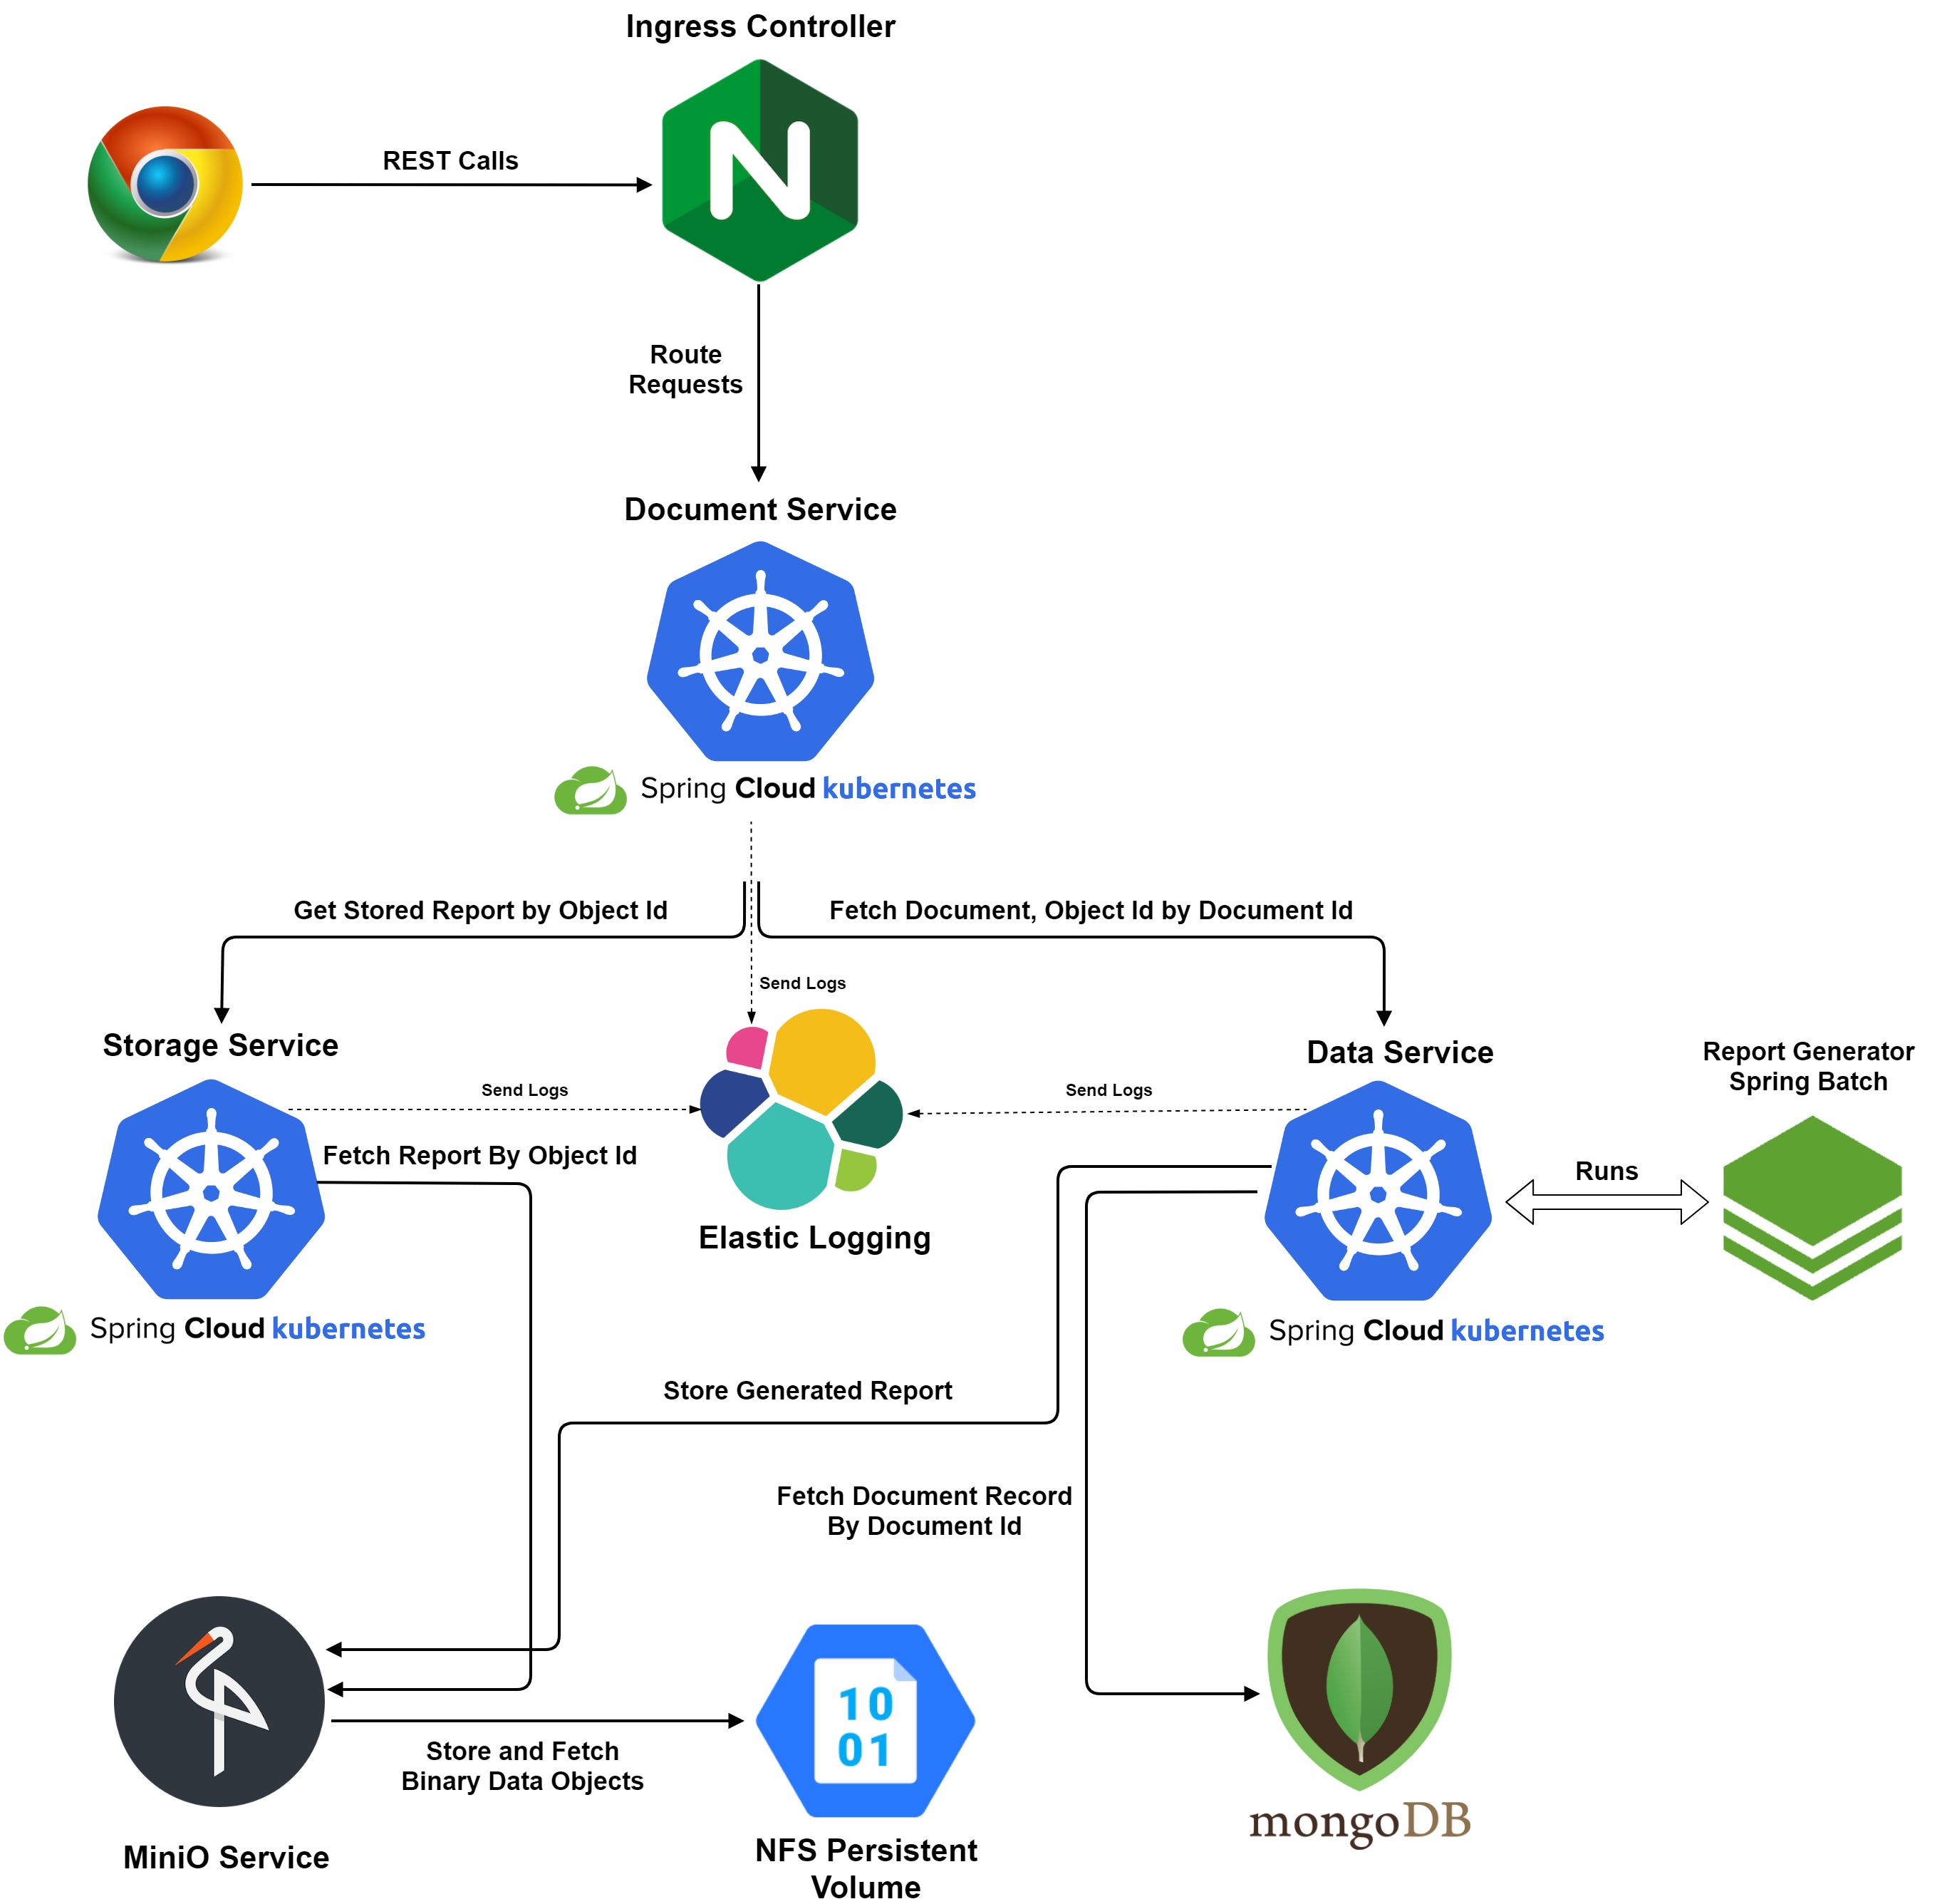 Ingress Controller
REST Calls
Route
Requests
Document Service
Spring Cloud kubernetes
Get Stored Report by Object Id
Fetch Document, Object Id by Document Id
Send Logs
Storage Service
Data Service
Report Generator
Spring Batch
Send Logs
Send Logs
Fetch Report By Object Id
Runs
Elastic Logging
Spring Cloud kubernetes
Spring Cloud kubernetes
Store Generated Report
Fetch Document Record
By Document Id
10
01
Store and Fetch
Binary Data Objects
mongoDB
MiniO Service
NFS Persistent
Volume